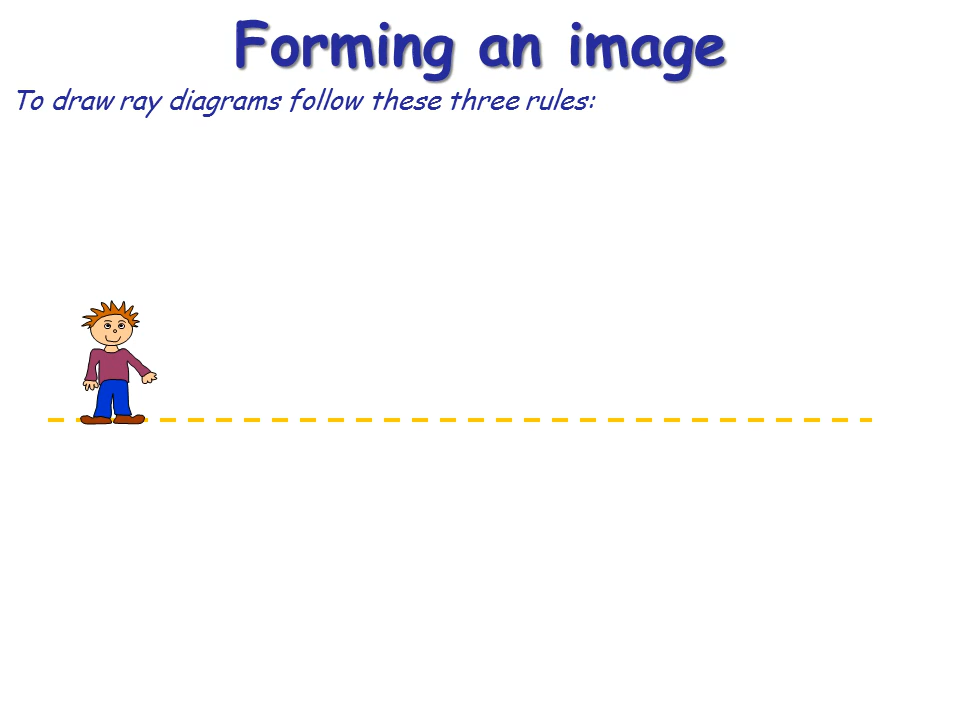 Forming an image
To draw ray diagrams follow these three rules: